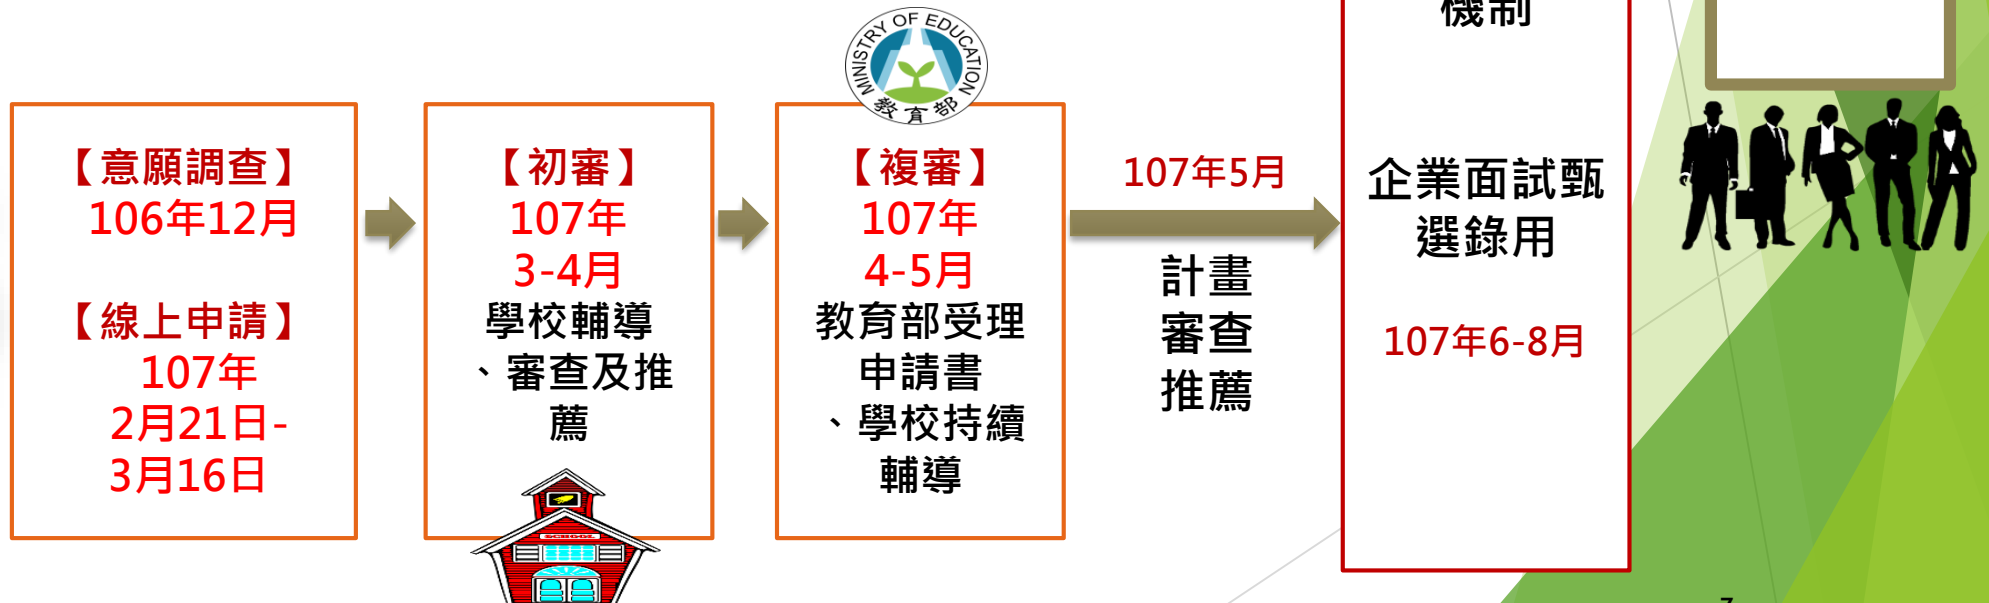 MINISTRY OF EDUCATION
教育部
【意願調查】
106年12月
【線上申請】
107年
2月21日-
3月16日
【初審】
107年
3-4月
學校輔導
、審查及推
薦
SCHOOL
【複審】
107年
4-5月
教育部受理
申請書
、學校持續
輔導
107年5月
計畫
審查
推薦
機制
企業面試甄
選錄用
107年6-8月